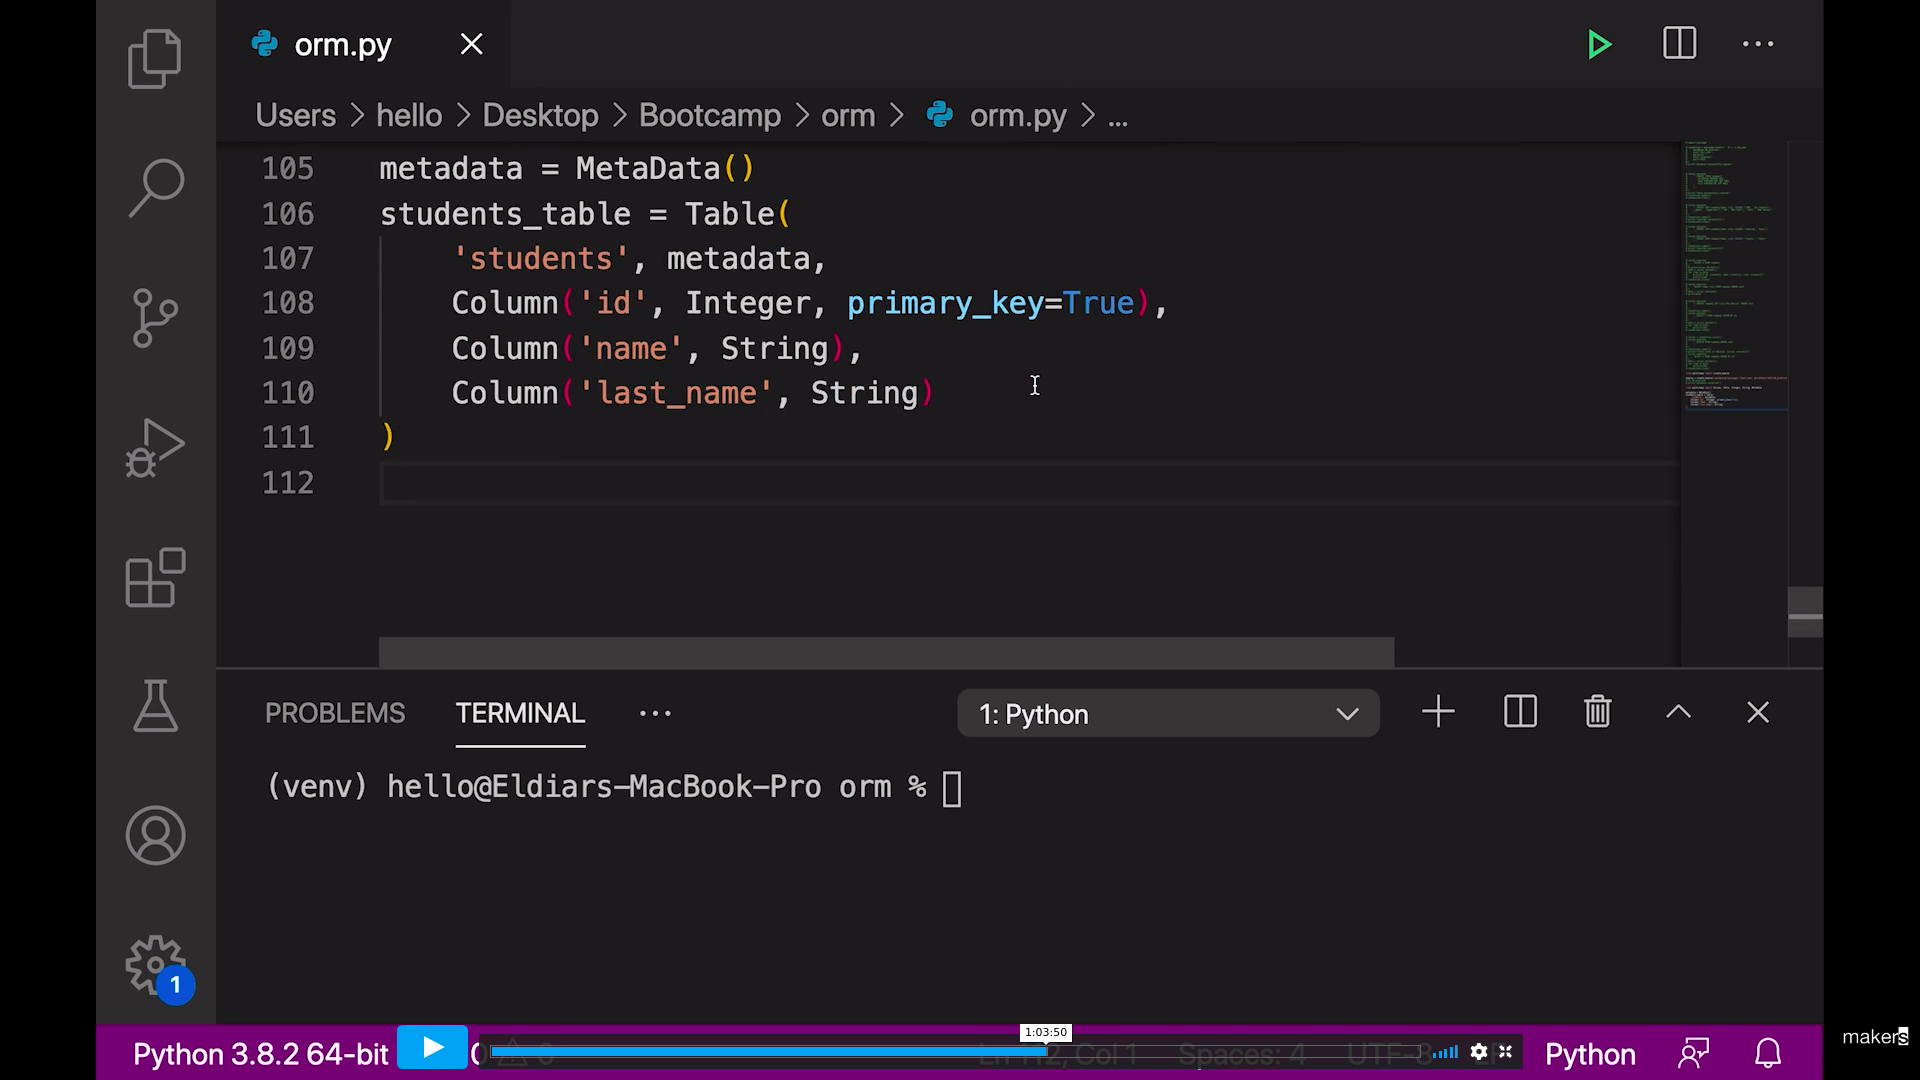 orm.py
Users > hello > Desktop > Bootcamp > orm > orm.py > ...
105 metadata = MetaData()
106 students_table = Table(
107 'students', metadata,
108 Column('id', Integer, primary_key=True),
109 Column('name', String),
110 Column('last_name', String)
111 )
112
PROBLEMS TERMINAL ... 1: Python
(venv) hello@Eldiars-MacBook-Pro orm %
1
1:03:50
Python 3.8.2 64-bit 0 0 Ln 112, Col 1 Spaces: 4 UTF-8 Python
makers